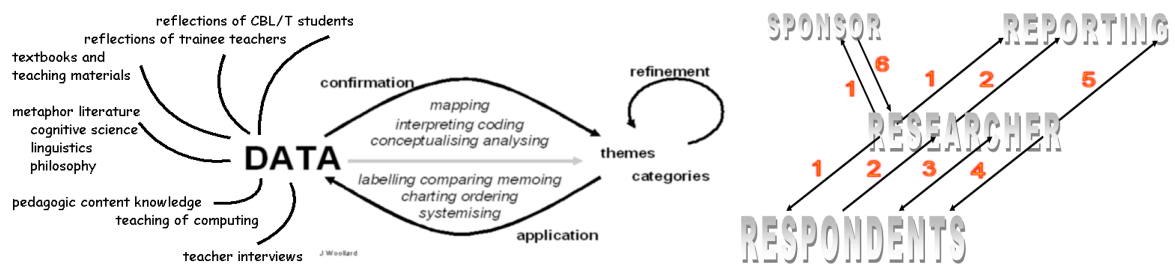 reflections of CBL/T students
reflections of trainee teachers
textbooks and
teaching materials
metaphor literature
cognitive science
linguistics
philosophy
DATA
pedagogic content knowledge
teaching of computing
teacher interviews
J Woollard
confirmation
mapping
interpreting coding
conceptualising analysing
labelling comparing memoing
charting ordering
systemising
application
refinement
themes
categories
SPONSOR
REPORTING
6
1
1
2
5
RESEARCHER
1
2
3
4
RESPONDENTS